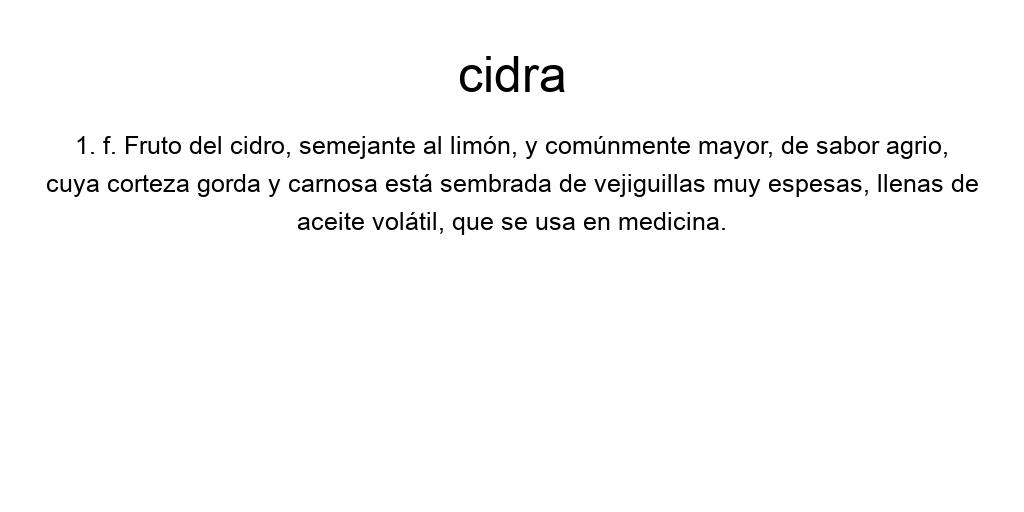 cidra
1. f. Fruto del cidro, semejante al limón, y comúnmente mayor, de sabor agrio,
cuya corteza gorda y carnosa está sembrada de vejiguillas muy espesas, llenas de
aceite volátil, que se usa en medicina.